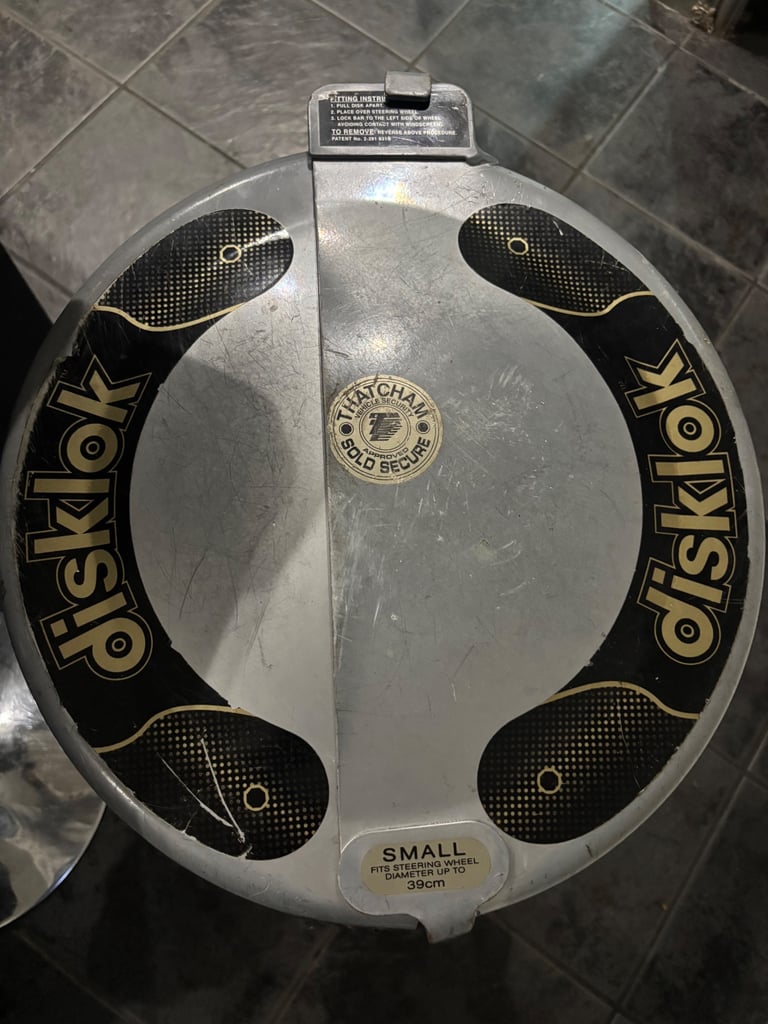 FITTING INSTRU
1. PULL DISK APART.
2. PLACE OVER STEERING WHEEL.
3. LOCK BAR TO THE LEFT SIDE OF WHEEL
AVOIDING CONTACT WITH WINDSCREEN.
TO REMOVE: REVERSE ABOVE PROCEDURE.
disklok
disklok
THATCHAM
VEHICLE SECURITY
APPROVED
SOLD SECURE
SMALL
FITS STEERING WHEEL
DIAMETER UP TO
39cm